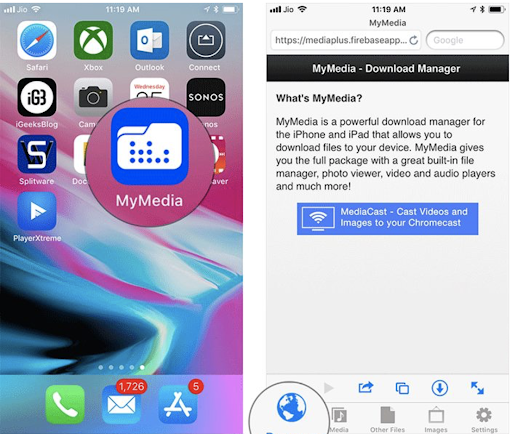 Jio
11:19 AM
Safari
Xbox
Outlook
Connect
iG3
Wednesday
SONOS
iGeeksBlog
Cam
MyMedia
Splitware
PlayerXtreme
1,726
5
Jio
11:19 AM
MyMedia
https://mediaplus.firebaseapp...
Google
MyMedia - Download Manager
What's MyMedia?
MyMedia is a powerful download manager for
the iPhone and iPad that allows you to
download files to your device. MyMedia gives
you the full package with a great built-in file
manager, photo viewer, video and audio players
and much more!
MediaCast - Cast Videos and
Images to your Chromecast
Media
Other Files
Images
Settings